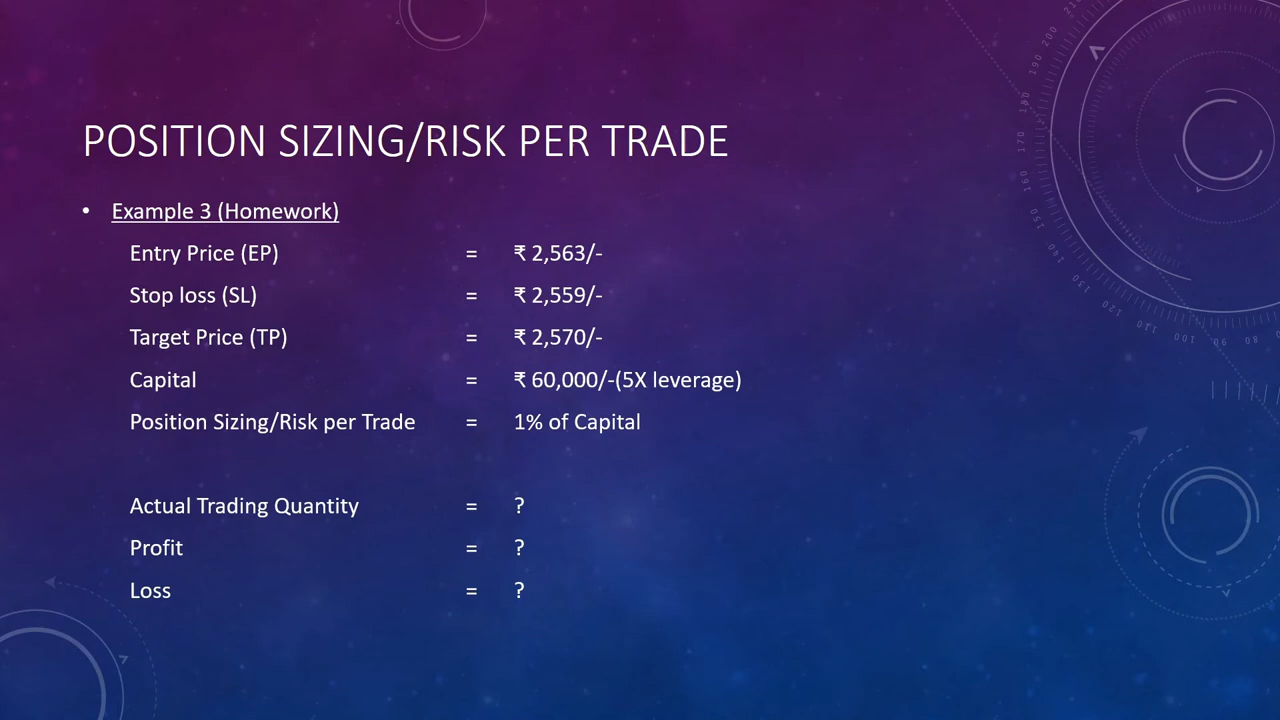 POSITION SIZING/RISK PER TRADE
• Example 3 (Homework)
Entry Price (EP) = ₹ 2,563/-
Stop loss (SL) = ₹ 2,559/-
Target Price (TP) = ₹ 2,570/-
Capital = ₹ 60,000/-(5X leverage)
Position Sizing/Risk per Trade = 1% of Capital
Actual Trading Quantity = ?
Profit = ?
Loss = ?